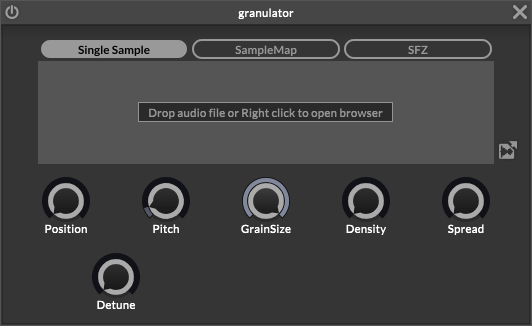 granulator
Single Sample SampleMap SFZ
Drop audio file or Right click to open browser
Position Pitch GrainSize Density Spread
Detune